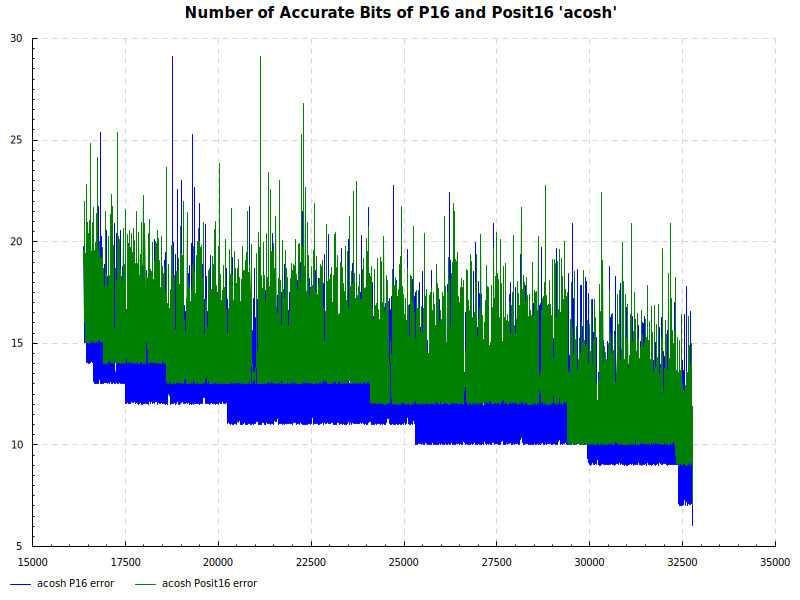 Number of Accurate Bits of P16 and Posit16 'acosh'
30
25
20
15
10
5
15000 17500 20000 22500 25000 27500 30000 32500 35000
acosh P16 error acosh Posit16 error